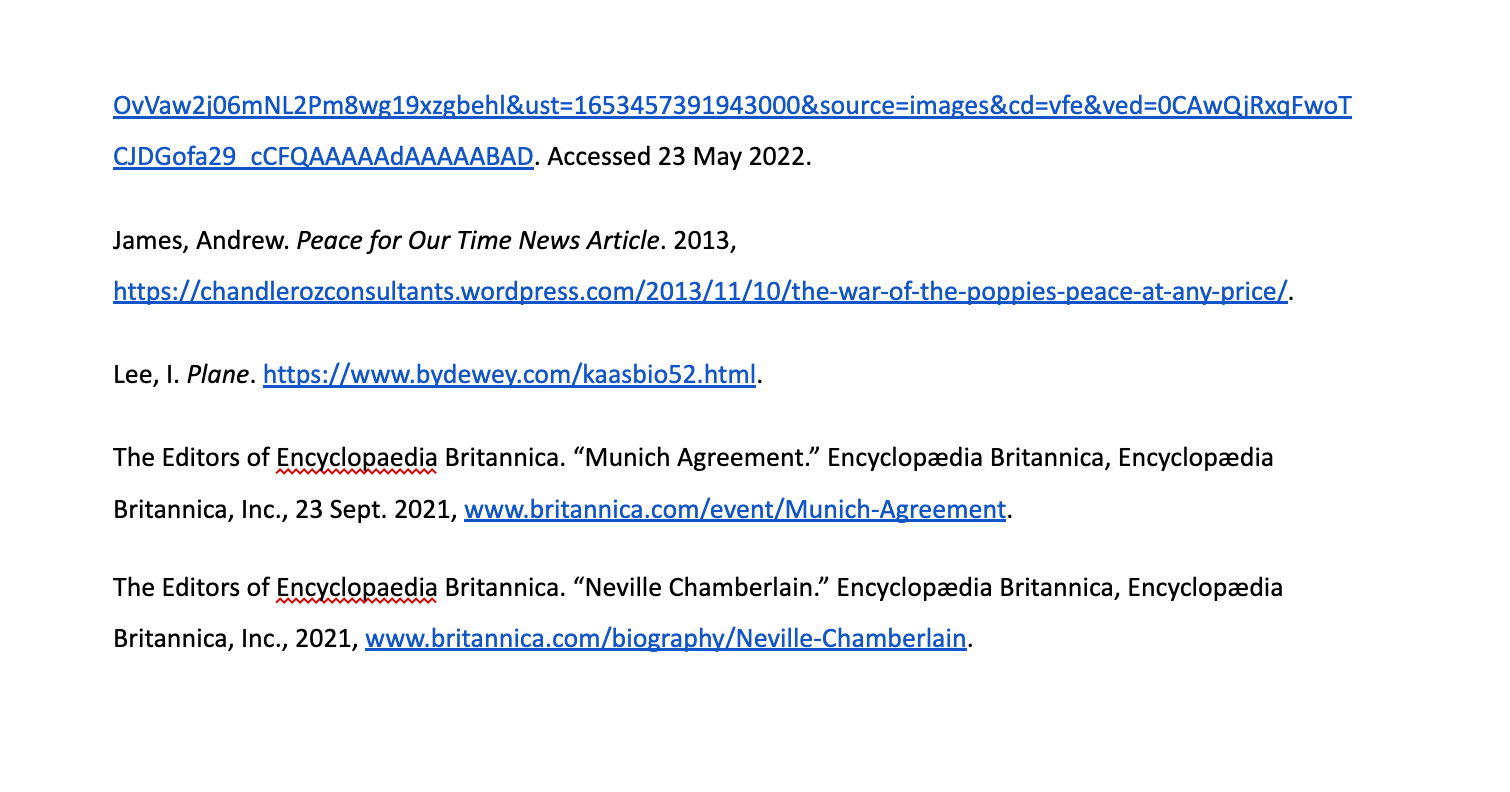 OvVaw2j06mNL2Pm8wg19xzgbehl&ust=1653457391943000&source=images&cd=vfe&ved=0CAwQjRxqFwoT
CJDGofa29_cCFQAAAAAdAAAAABAD. Accessed 23 May 2022.
James, Andrew. Peace for Our Time News Article. 2013,
https://chandlerozconsultants.wordpress.com/2013/11/10/the-war-of-the-poppies-peace-at-any-price/.
Lee, I. Plane. https://www.bydewey.com/kaasbio52.html.
The Editors of Encyclopaedia Britannica. “Munich Agreement.” Encyclopædia Britannica, Encyclopædia
Britannica, Inc., 23 Sept. 2021, www.britannica.com/event/Munich-Agreement.
The Editors of Encyclopaedia Britannica. “Neville Chamberlain.” Encyclopædia Britannica, Encyclopædia
Britannica, Inc., 2021, www.britannica.com/biography/Neville-Chamberlain.